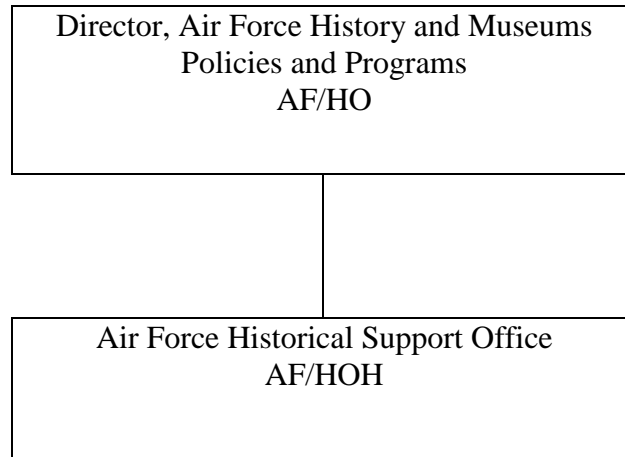 Director, Air Force History and Museums
Policies and Programs
AF/HO
Air Force Historical Support Office
AF/HOH